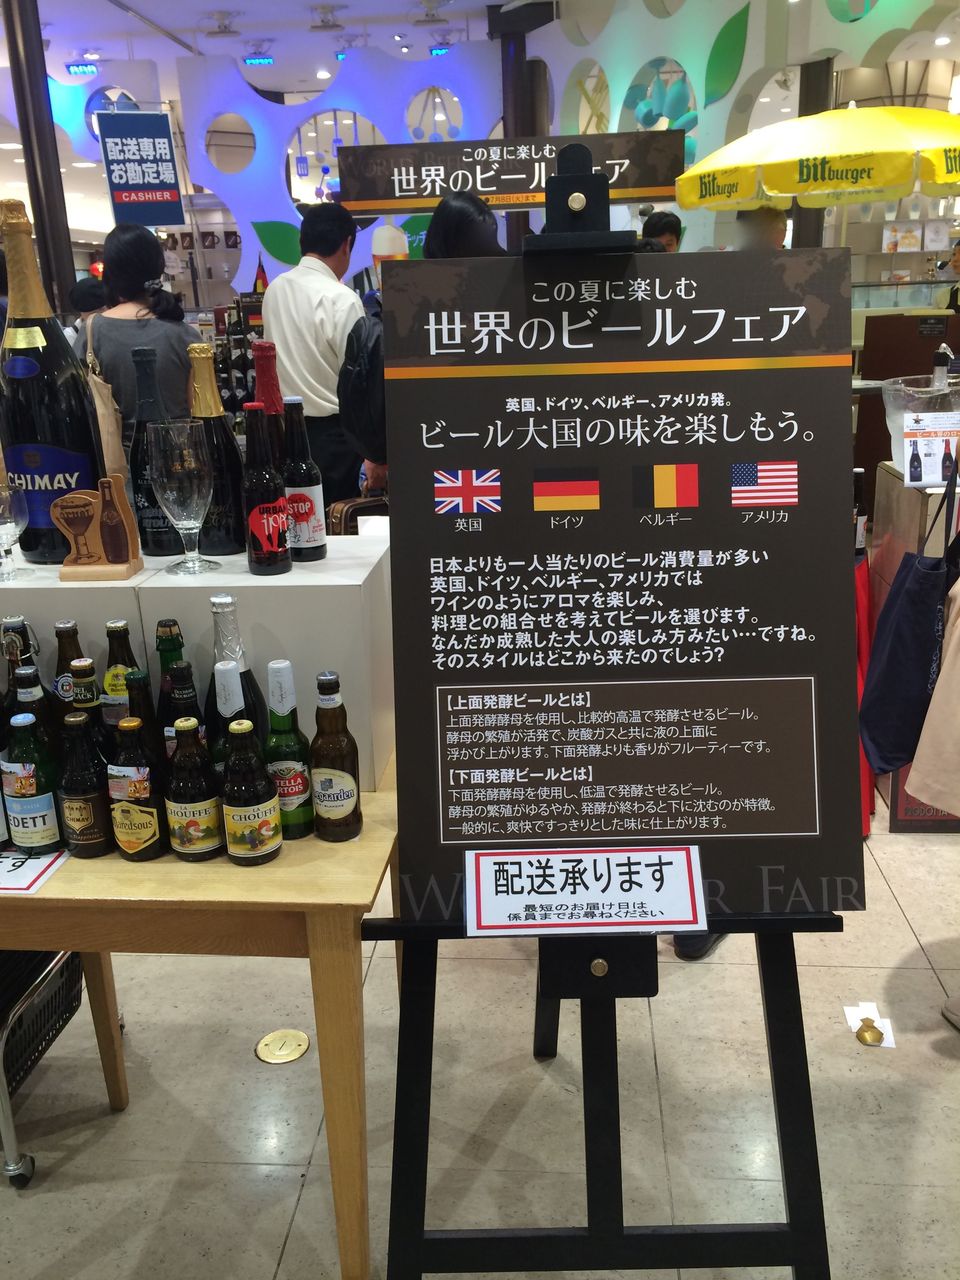 配送専用
お勘定場
CASHIER
この夏に楽しむ
世界のビールフェア
●7月8日(火)まで
Bitburger
Bitburger
この夏に楽しむ
世界のビールフェア
英国、ドイツ、ベルギー、アメリカ発。
ビール大国の味を楽しもう。
英国
ドイツ
ベルギー
アメリカ
日本よりも一人当たりのビール消費量が多い
英国、ドイツ、ベルギー、アメリカでは
ワインのようにアロマを楽しみ、
料理との組合せを考えてビールを選びます。
なんだか成熟した大人の楽しみ方みたい…ですね。
そのスタイルはどこから来たのでしょう?
【上面発酵ビールとは】
上面発酵酵母を使用し、比較的高温で発酵させるビール。
酵母の繁殖が活発で、炭酸ガスと共に液の上面に
浮かび上がります。下面発酵よりも香りがフルーティーです。
【下面発酵ビールとは】
下面発酵酵母を使用し、低温で発酵させるビール。
酵母の繁殖がゆるやか、発酵が終わると下に沈むのが特徴。
一般的に、爽快ですっきりとした味に仕上がります。
配送承ります
最短のお届け日は
係員までお尋ねください
FAIR
CHIMAY
URBAN
STOP
EDETT
CHIMAY
aredsous
LA
CHOUFFE
LA
CHOUFFE
STELLA
ARTOIS
egaarden
ます